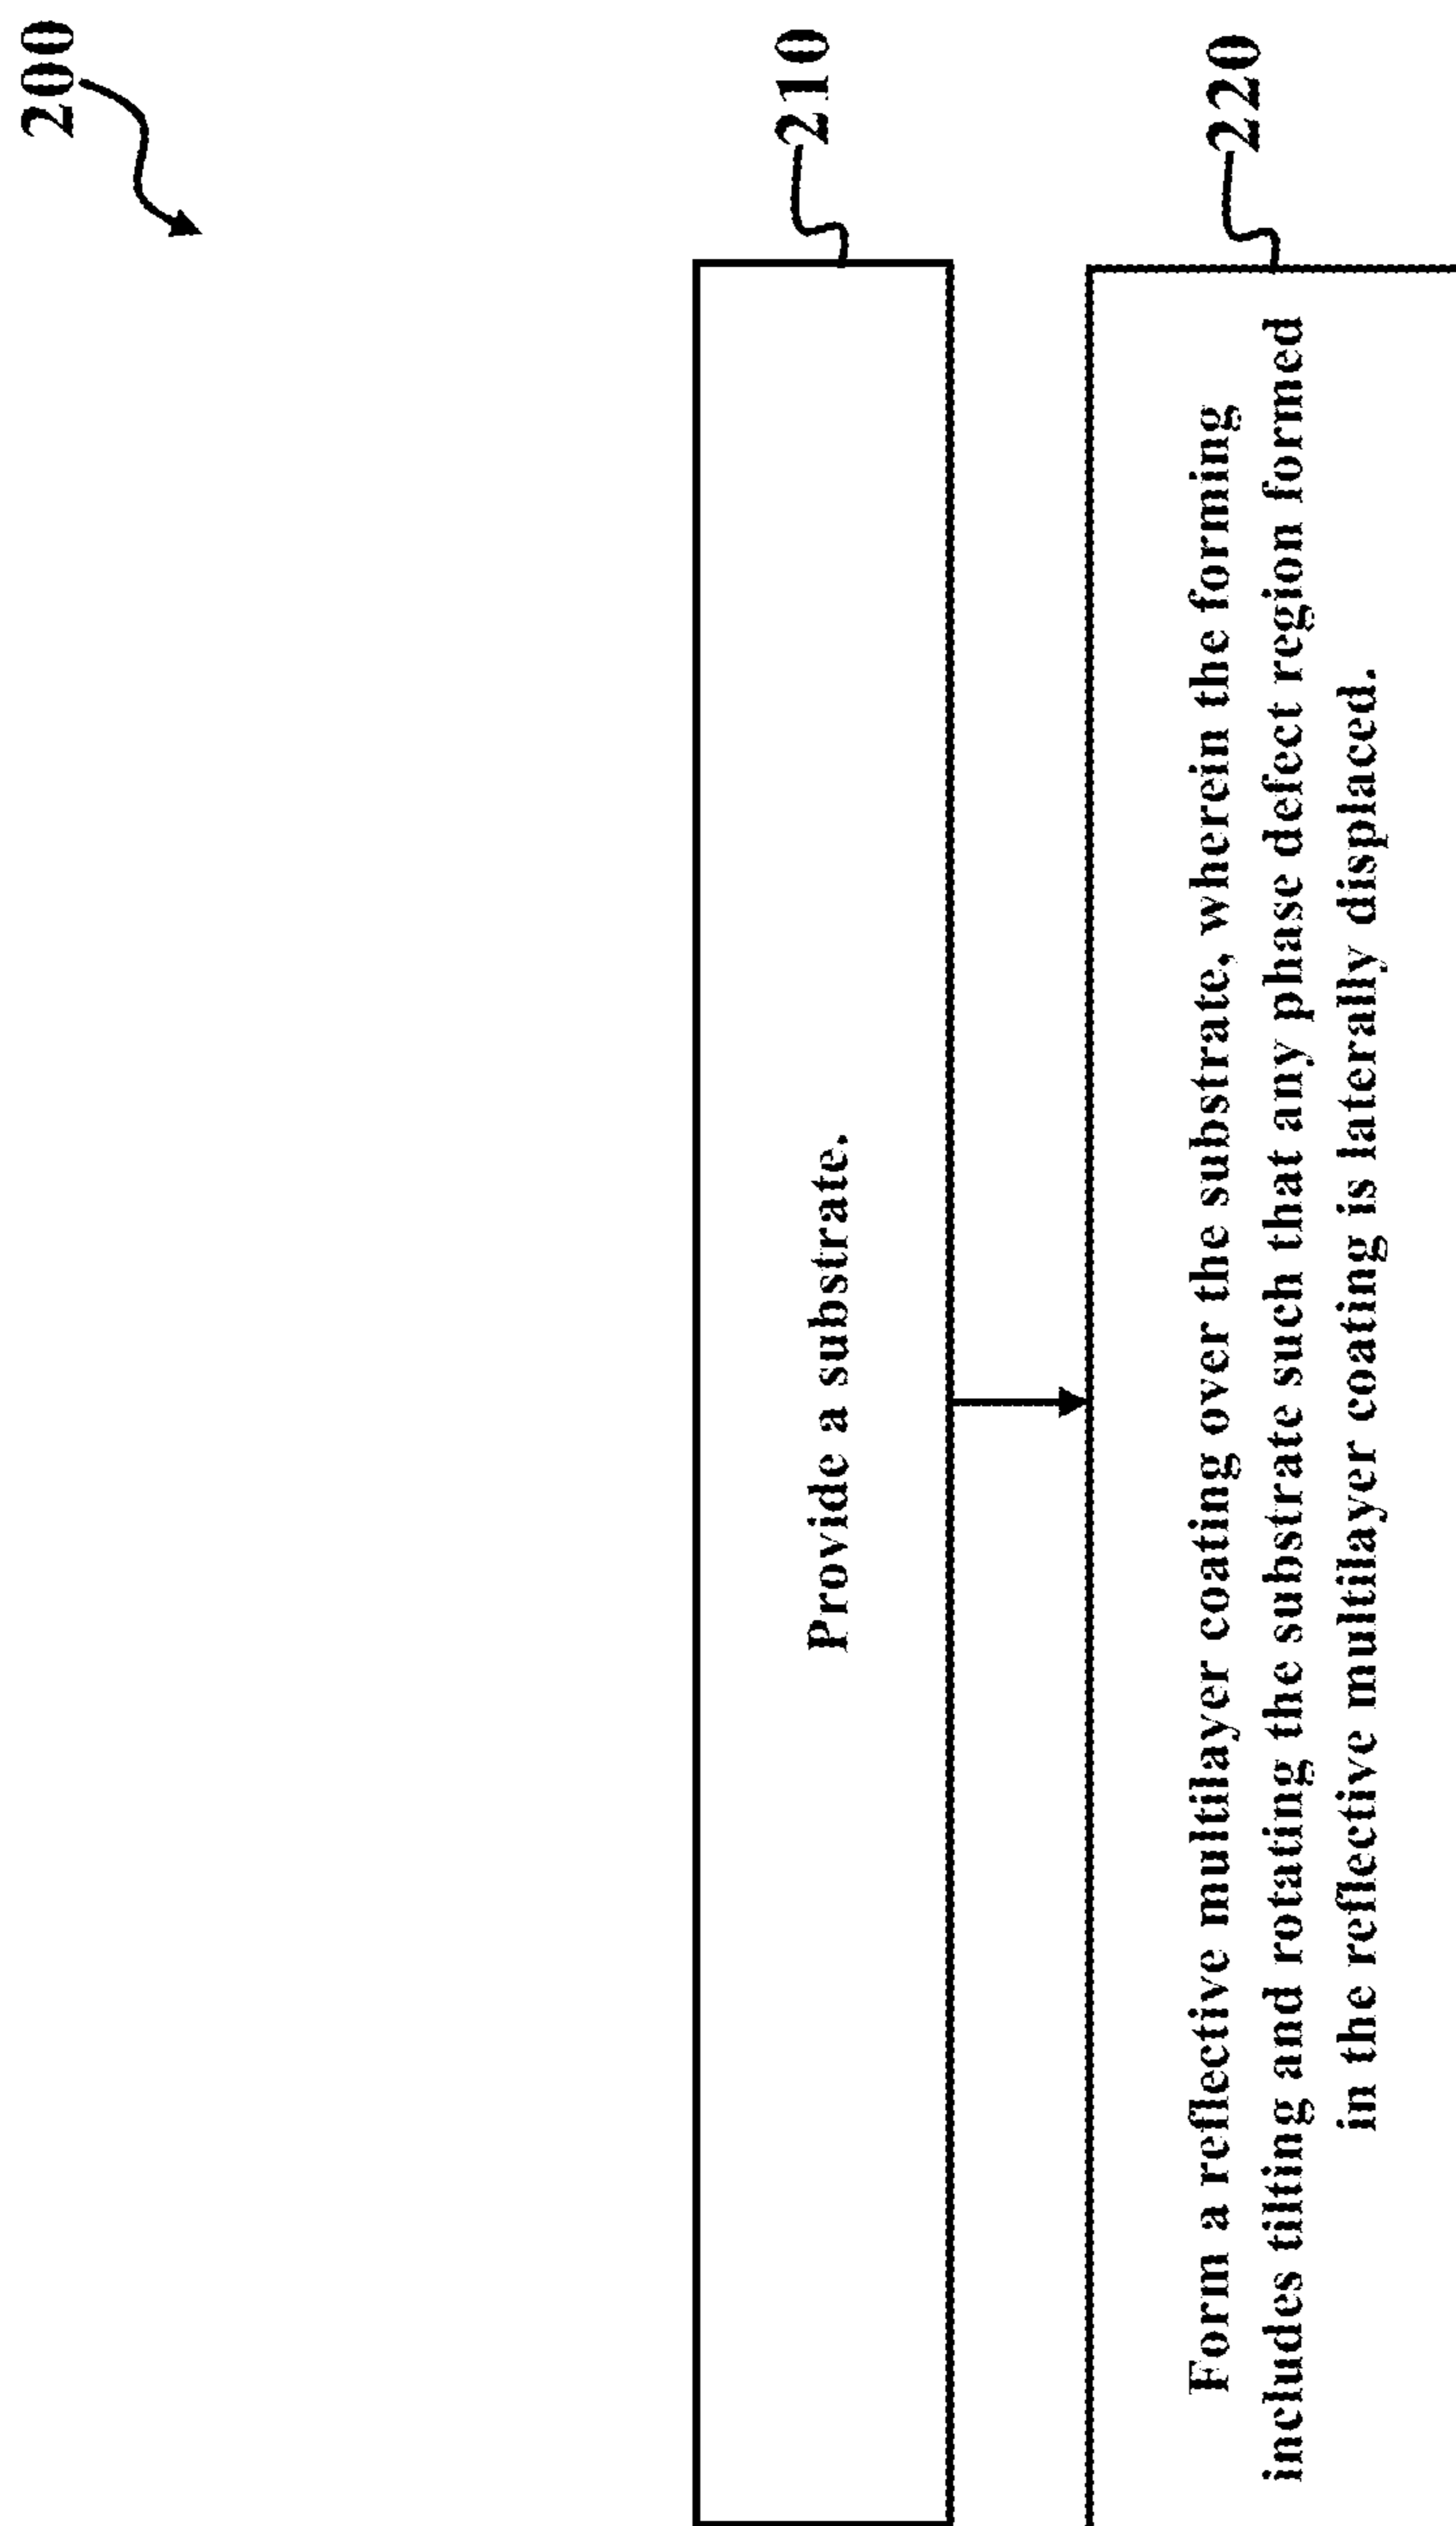 200
210
Provide a substrate.
220
Form a reflective multilayer coating over the substrate, wherein the forming
includes tilting and rotating the substrate such that any phase defect region formed
in the reflective multilayer coating is laterally displaced.